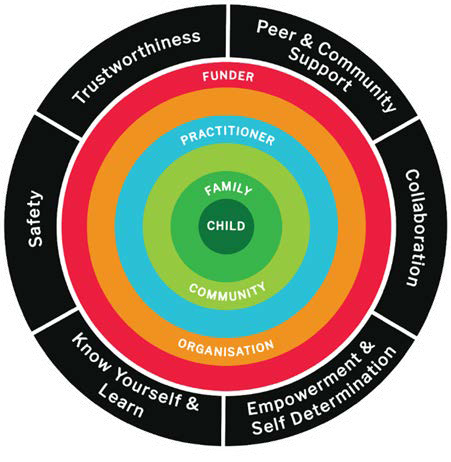 Trustworthiness
Peer & Community
Support
FUNDER
PRACTITIONER
FAMILY
CHILD
COMMUNITY
ORGANISATION
Safety
Collaboration
Know Yourself &
Learn
Empowerment &
Self Determination